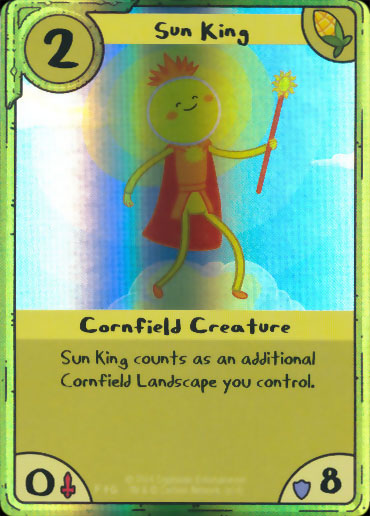 2
Sun King
Cornfield Creature
Sun King counts as an additional
Cornfield Landscape you control.
0
8